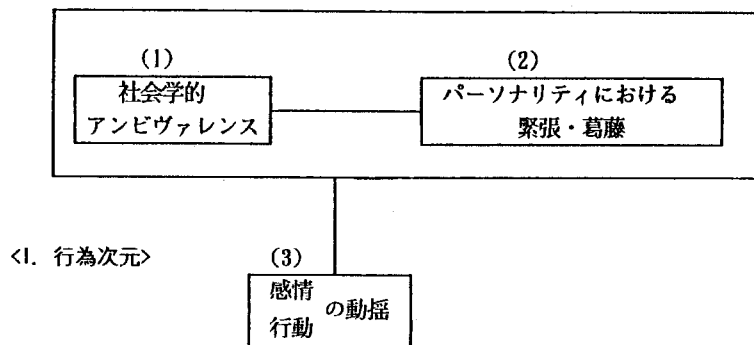 (1)
社会学的
アンビヴァレンス
(2)
パーソナリティにおける
緊張・葛藤
<I. 行為次元>
(3)
感情
行動
の動揺